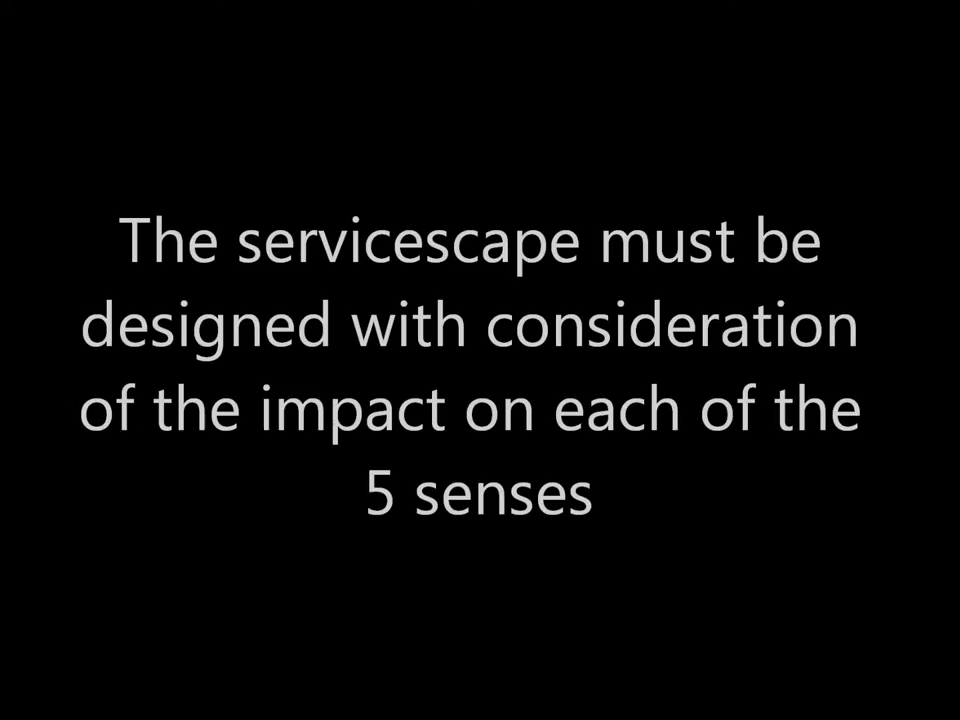 The servicescape must be
designed with consideration
of the impact on each of the
5 senses